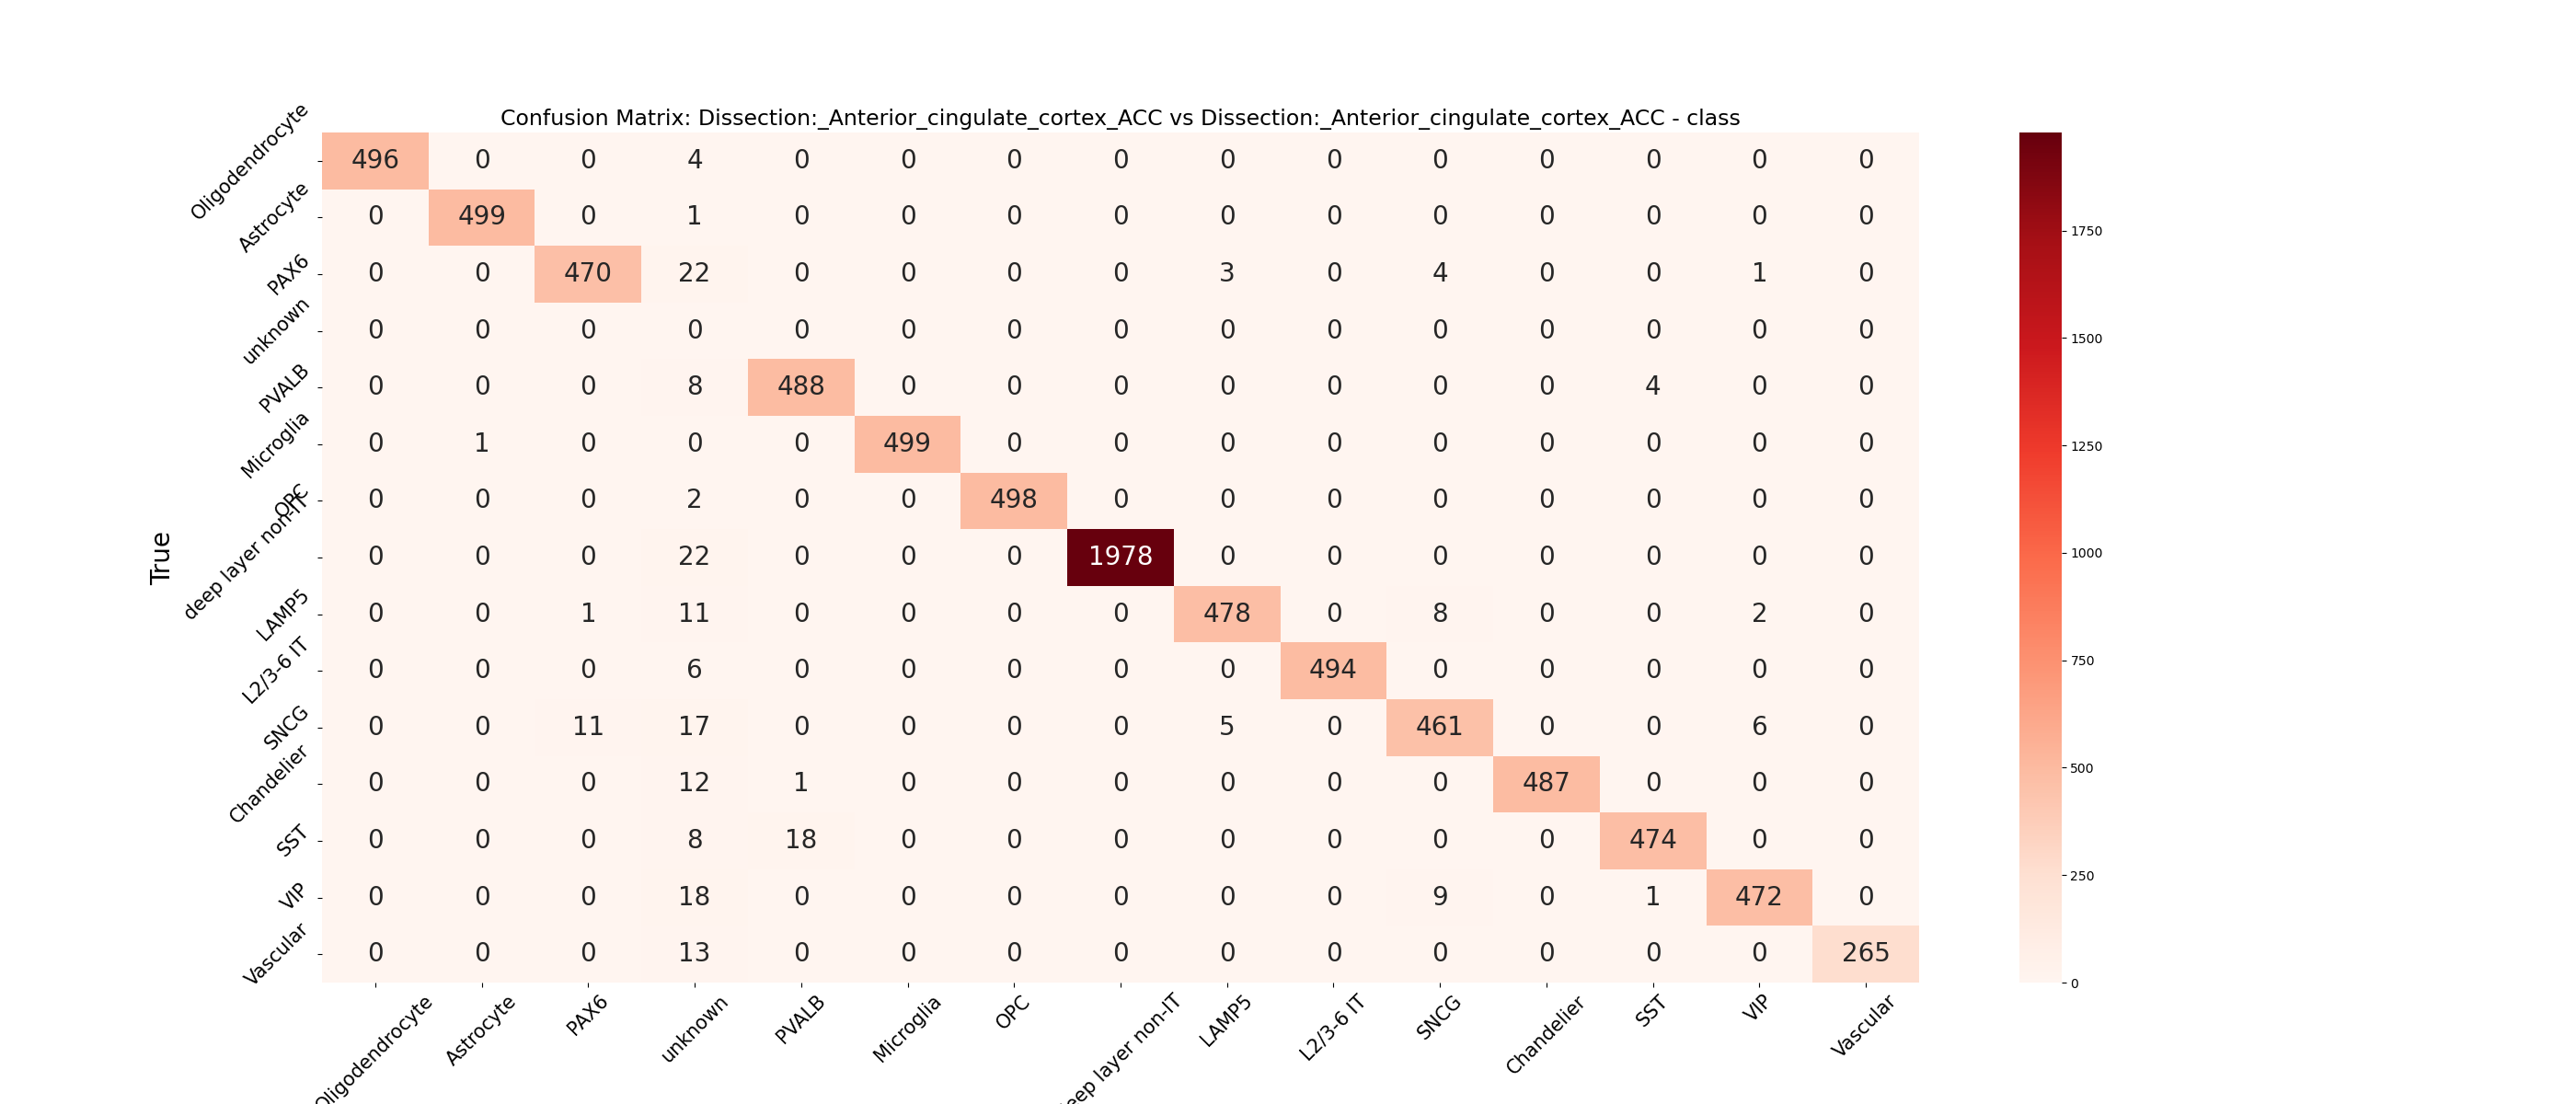 Confusion Matrix: Dissection:_Anterior_cingulate_cortex_ACC vs Dissection:_Anterior_cingulate_cortex_ACC - class
True
Oligodendrocyte 496 0 0 4 0 0 0 0 0 0 0 0 0 0 0
Astrocyte 0 499 0 1 0 0 0 0 0 0 0 0 0 0 0
PAX6 0 0 470 22 0 0 0 0 3 0 4 0 0 1 0
unknown 0 0 0 0 0 0 0 0 0 0 0 0 0 0 0
PVALB 0 0 0 8 488 0 0 0 0 0 0 0 4 0 0
Microglia 0 1 0 0 0 499 0 0 0 0 0 0 0 0 0
OPC 0 0 0 2 0 0 498 0 0 0 0 0 0 0 0
deep layer non-IT 0 0 0 22 0 0 0 1978 0 0 0 0 0 0 0
LAMP5 0 0 1 11 0 0 0 0 478 0 8 0 0 2 0
L2/3-6 IT 0 0 0 6 0 0 0 0 0 494 0 0 0 0 0
SNCG 0 0 11 17 0 0 0 0 5 0 461 0 0 6 0
Chandelier 0 0 0 12 1 0 0 0 0 0 0 487 0 0 0
SST 0 0 0 8 18 0 0 0 0 0 0 0 474 0 0
VIP 0 0 0 18 0 0 0 0 0 0 9 0 1 472 0
Vascular 0 0 0 13 0 0 0 0 0 0 0 0 0 0 265
Oligodendrocyte Astrocyte PAX6 unknown PVALB Microglia OPC eep layer non-IT LAMP5 L2/3-6 IT SNCG Chandelier SST VIP Vascular
1750
1500
1250
1000
750
500
250
0